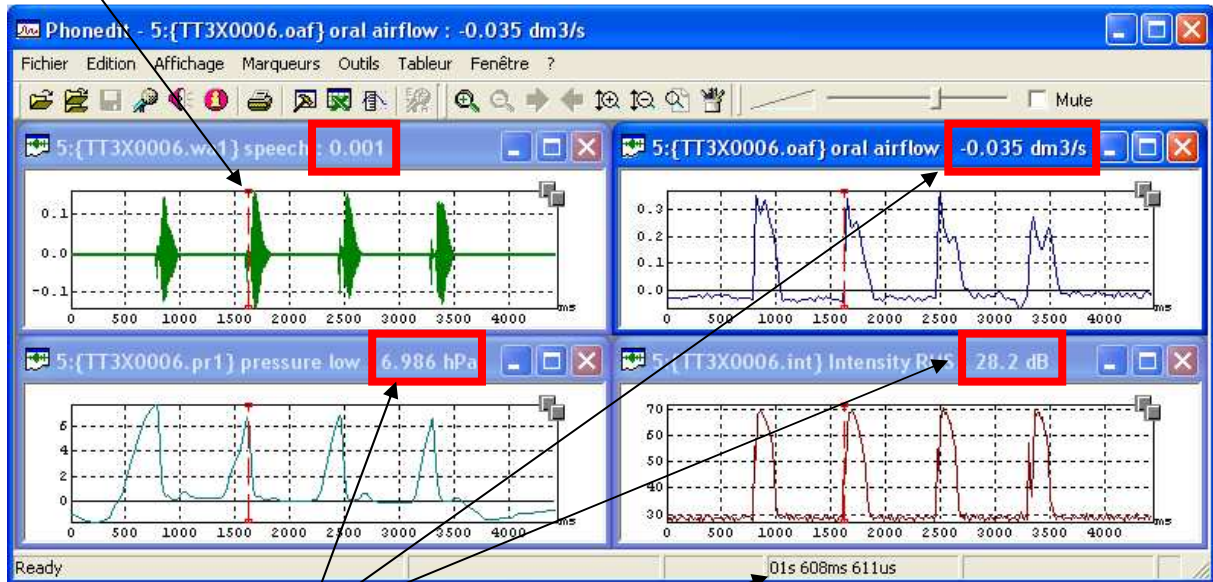 Phonedit - 5:{TT3X0006.oaf} oral airflow : -0.035 dm3/s
Fichier Edition Affichage Marqueurs Outils Tableur Fenêtre ?
Mute
5:{TT3X0006.wa1} speech : 0.001
0.1
0.0
-0.1
0 500 1000 1500 2000 2500 3000 3500 4000 ms
5:{TT3X0006.oaf} oral airflow -0.035 dm3/s
0.3
0.2
0.1
0.0
0 500 1000 1500 2000 2500 3000 3500 4000 ms
5:{TT3X0006.pr1} pressure low 6.986 hPa
6
4
2
0
0 500 1000 1500 2000 2500 3000 3500 4000 ms
5:{TT3X0006.int} Intensity RMS 28.2 dB
70
60
50
40
30
0 500 1000 1500 2000 2500 3000 3500 4000 ms
Ready 01s 608ms 611us